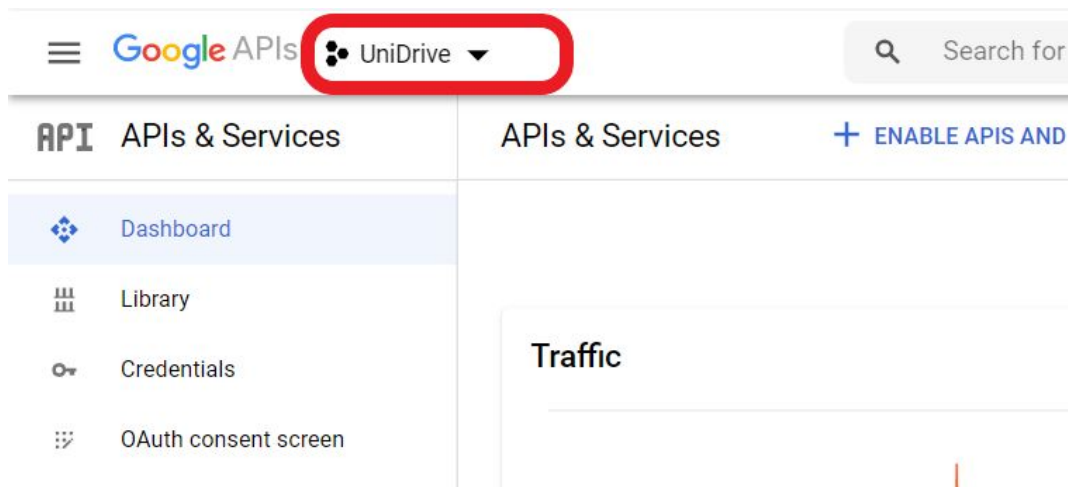 Google APIs UniDrive Search for
API APIs & Services APIs & Services + ENABLE APIS AND
Dashboard
Library
Traffic
Credentials
OAuth consent screen